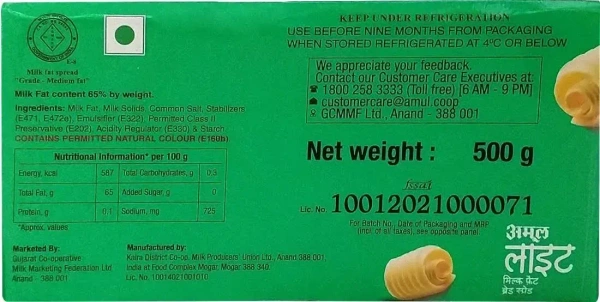 Milk fat spread
"Grade - Medium fat"
Milk Fat content 65% by weight.
Ingredients: Milk Fat, Milk Solids, Common Salt, Stabilizers
(E471, E472e), Emulsifier (E322), Permitted Class II
Preservative (E202), Acidity Regulator (E330) & Starch
CONTAINS PERMITTED NATURAL COLOUR (E160b)
Nutritional Information* per 100 g
Energy, kcal 587 Total Carbohydrates, g 0.3
Total Fat, g 65 Added Sugar, g 0
Protein, g 0.1 Sodium, mg 725
*Approx. values
Marketed By:
Gujarat Co-operative
Milk Marketing Federation Ltd
Anand - 388 001
Manufactured by:
Kaira District Co-op. Milk Producers' Union Ltd., Anand 388 001,
India at Food Complex Mogar, Mogar 388 340.
Lic. No. 10014021001010
KEEP UNDER REFRIGERATION
USE BEFORE NINE MONTHS FROM PACKAGING
WHEN STORED REFRIGERATED AT 4ºC OR BELOW
We appreciate your feedback.
Contact our Customer Care Executives at:
1800 258 3333 (Toll free) [6 AM - 9 PM]
customercare@amul.coop
GCMMF Ltd., Anand - 388 001
Net weight : 500 g
fssai
Lic. No. 10012021000071
For Batch No., Date of Packaging and MRP
(Incl. of all taxes), see opposite panel.
अमूल
लाइट
मिल्क फ़ैट
ब्रेड स्प्रेड